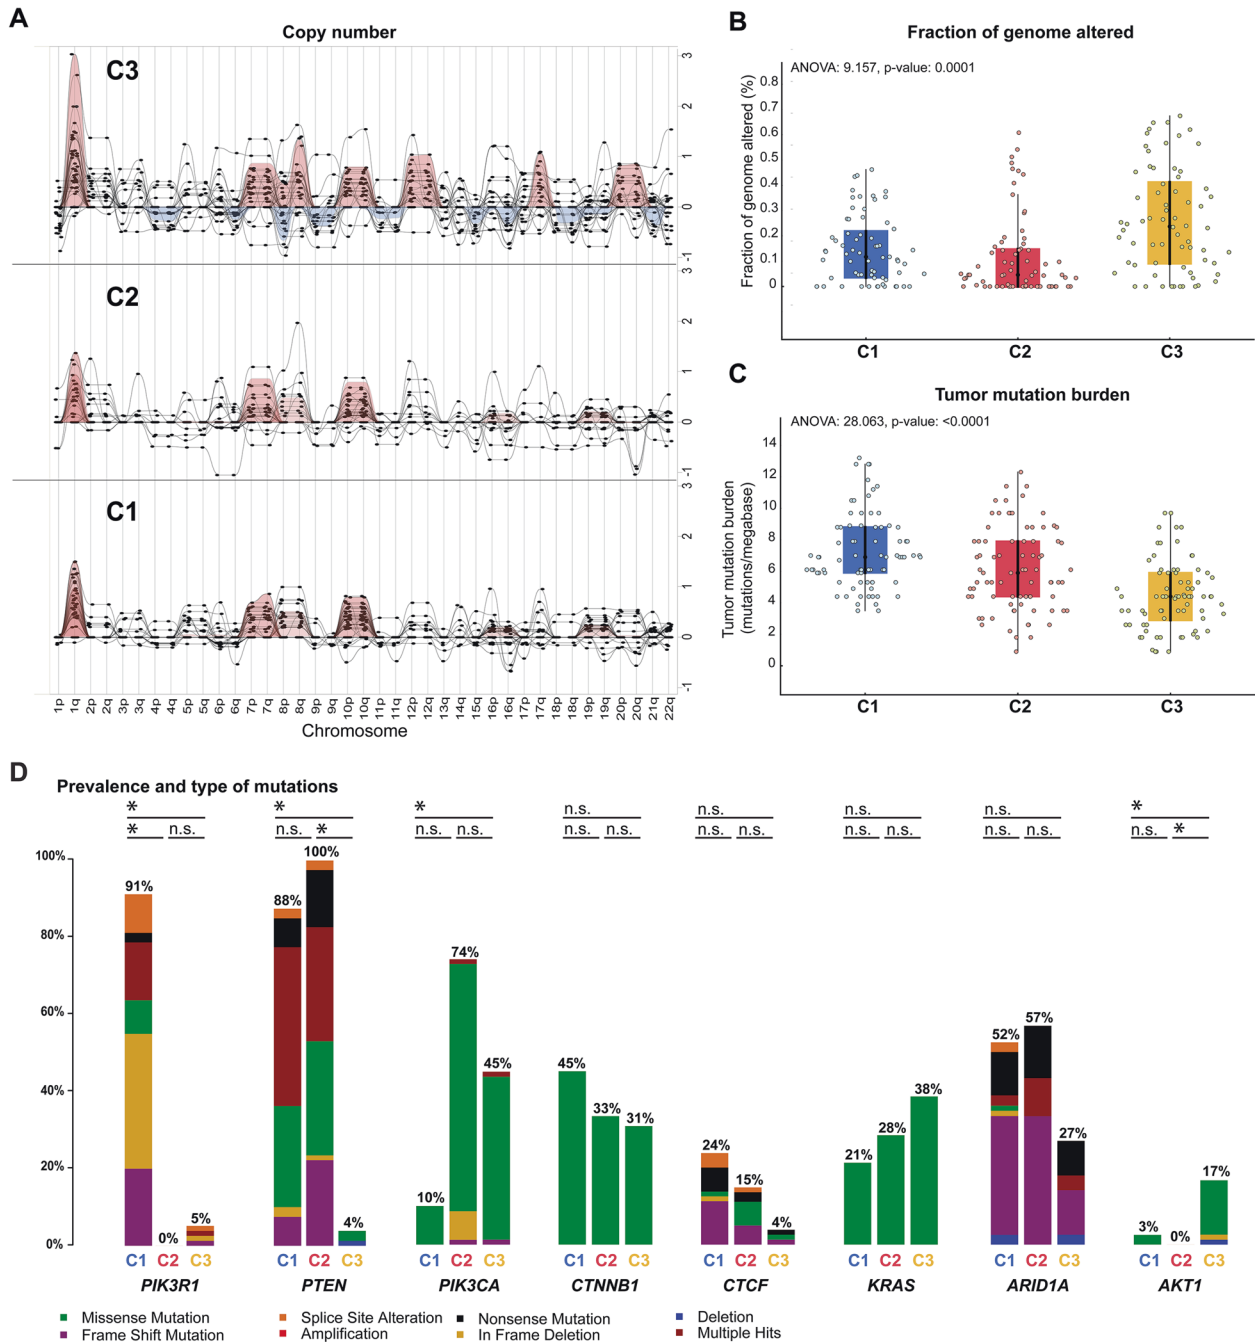 A
Copy number
C3
3
2
1
0
-1
C2
3
2
1
0
-1
C1
3
2
1
0
-1
1p 1q 2p 2q 3p 3q 4p 4q 5p 5q 6p 6q 7p 7q 8p 8q 9p 9q 10p 10q 11p 11q 12p 12q 13q 14q 15q 16p 16q 17p 17q 18p 18q 19p 19q 20p 20q 21q 22q
Chromosome
B
Fraction of genome altered
ANOVA: 9.157, p-value: 0.0001
Fraction of genome altered (%)
0.8
0.7
0.6
0.5
0.4
0.3
0.2
0.1
0
C1 C2 C3
C
Tumor mutation burden
ANOVA: 28.063, p-value: <0.0001
Tumor mutation burden
(mutations/megabase)
14
12
10
8
6
4
2
0
C1 C2 C3
D
Prevalence and type of mutations
* * * n.s. n.s. n.s. n.s. *
* n.s. n.s. * n.s. n.s. n.s. n.s. n.s. n.s. n.s. n.s. n.s. n.s. n.s. *
100%
80%
60%
40%
20%
0%
91% 0% 5%
88% 100% 4%
10% 74% 45%
45% 33% 31%
24% 15% 4%
21% 28% 38%
52% 57% 27%
3% 0% 17%
C1 C2 C3 C1 C2 C3 C1 C2 C3 C1 C2 C3 C1 C2 C3 C1 C2 C3 C1 C2 C3 C1 C2 C3
PIK3R1 PTEN PIK3CA CTNNB1 CTCF KRAS ARID1A AKT1
Missense Mutation Splice Site Alteration Nonsense Mutation Deletion
Frame Shift Mutation Amplification In Frame Deletion Multiple Hits